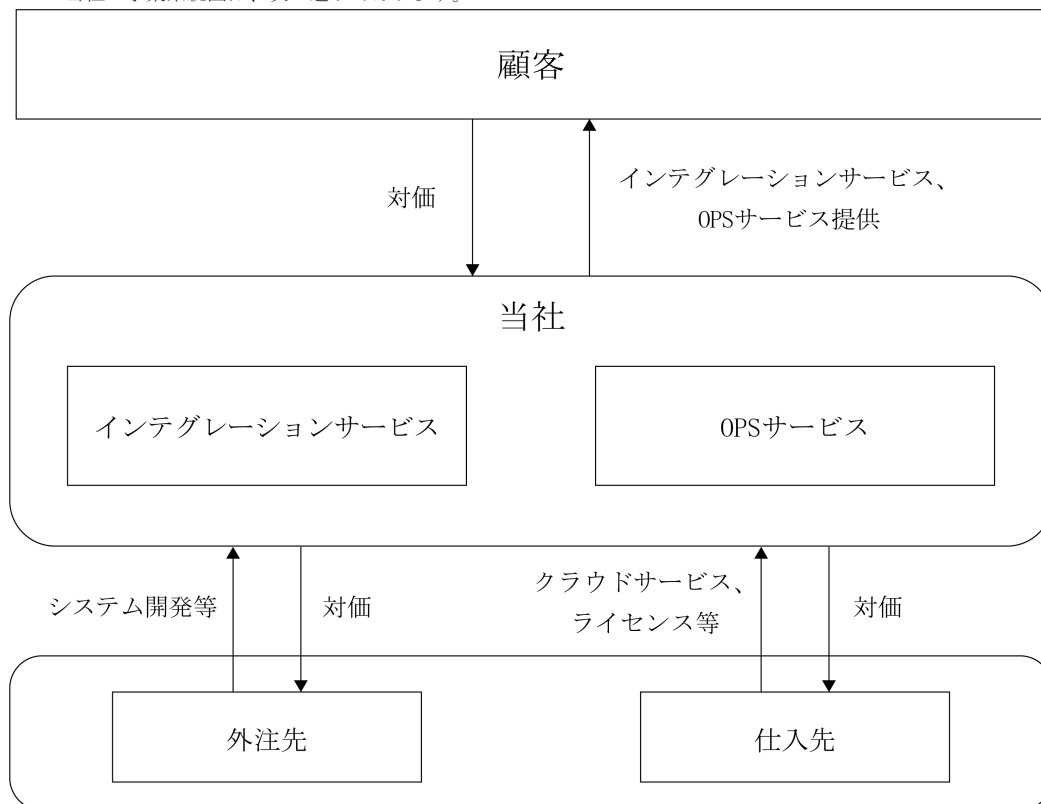 顧客
対価
インテグレーションサービス、
OPSサービス提供
当社
インテグレーションサービス
OPSサービス
システム開発等
対価
クラウドサービス、
ライセンス等
対価
外注先
仕入先